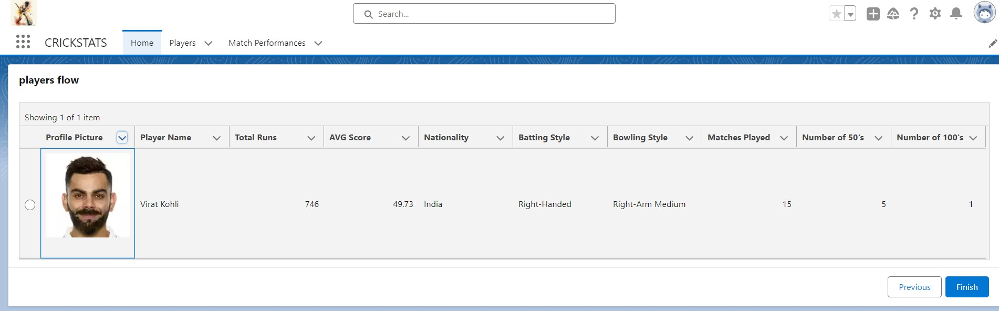 Search...
CRICKSTATS Home Players Match Performances
players flow
Showing 1 of 1 item
Profile Picture Player Name Total Runs AVG Score Nationality Batting Style Bowling Style Matches Played Number of 50's Number of 100's
Virat Kohli 746 49.73 India Right-Handed Right-Arm Medium 15 5 1
Previous Finish